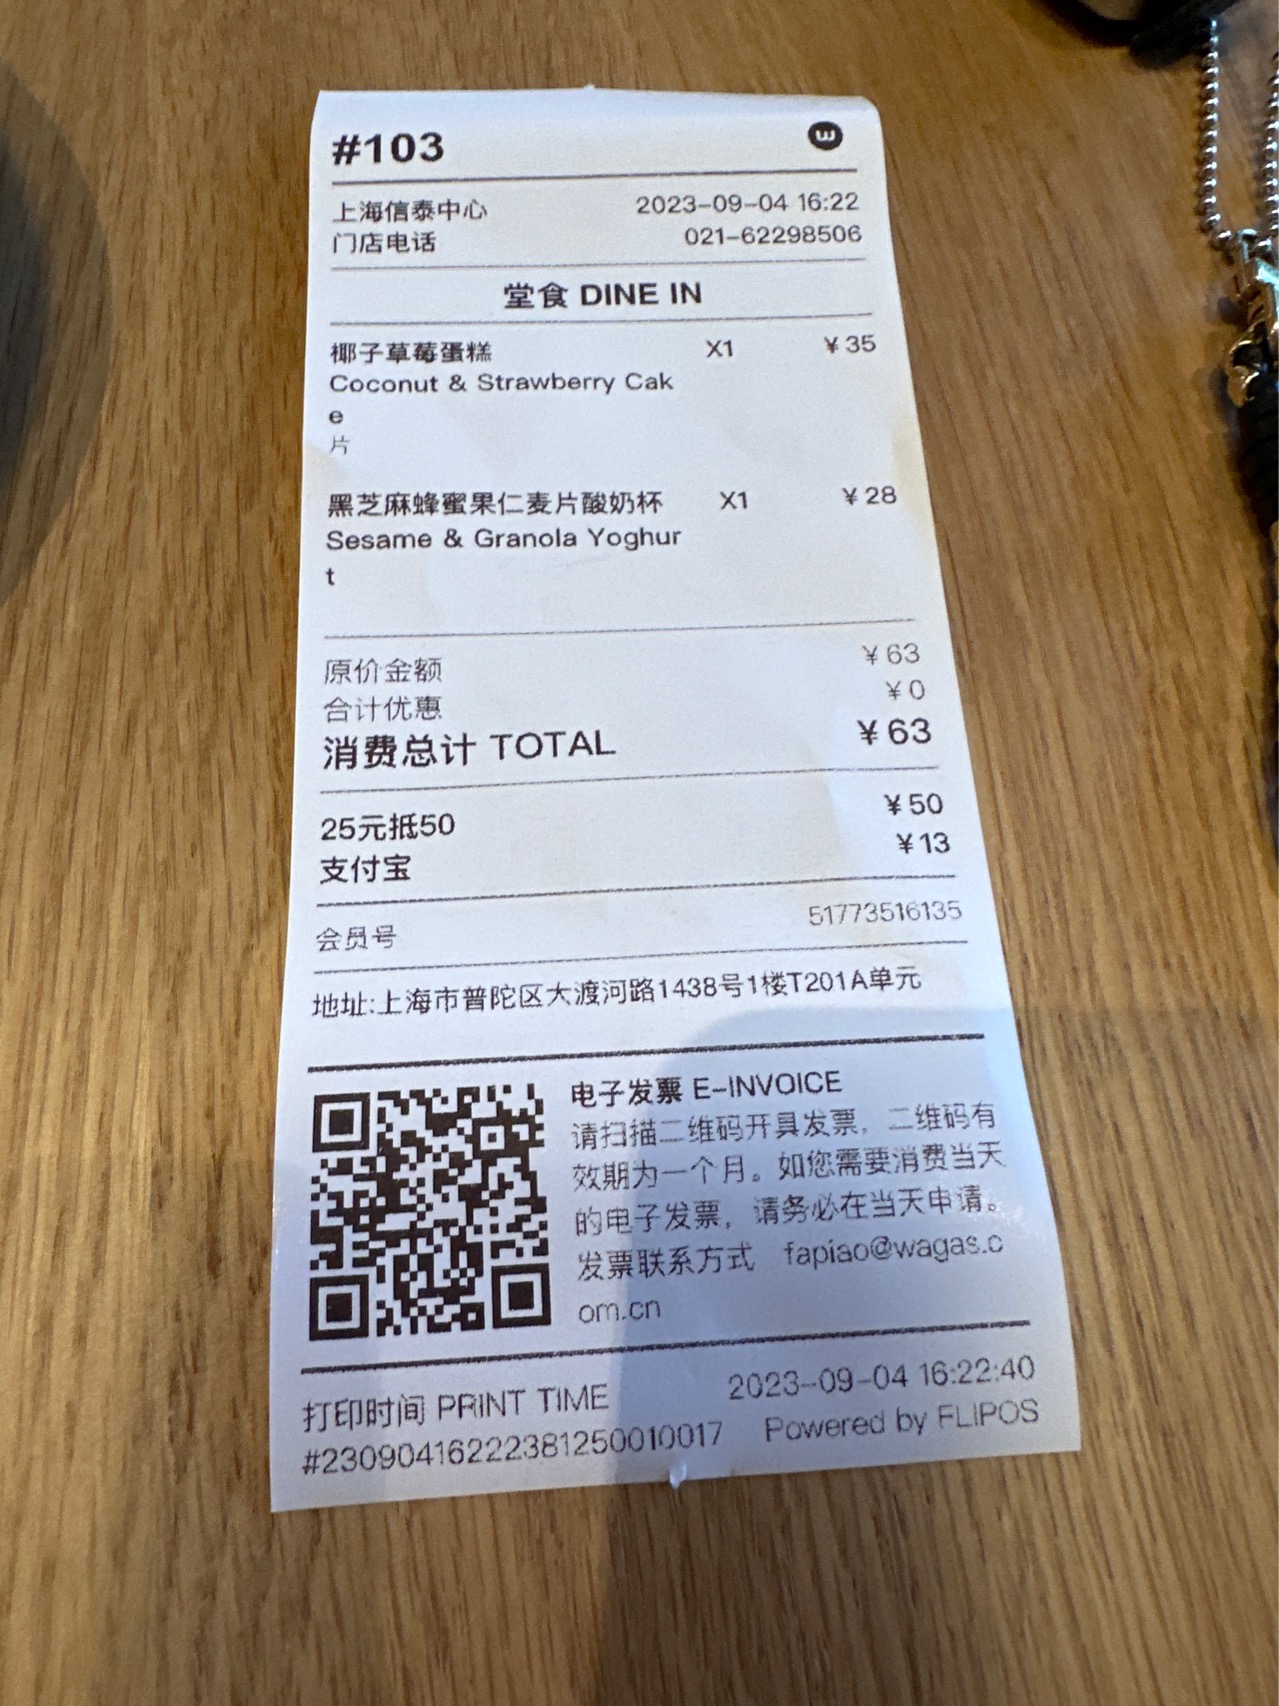 #103
上海信泰中心 2023-09-04 16:22
门店电话 021-62298506
堂食 DINE IN
椰子草莓蛋糕 X1 ¥35
Coconut & Strawberry Cak
e
片
黑芝麻蜂蜜果仁麦片酸奶杯 X1 ¥28
Sesame & Granola Yoghur
t
原价金额 ¥63
合计优惠 ¥0
消费总计 TOTAL ¥63
25元抵50 ¥50
支付宝 ¥13
会员号 51773516135
地址:上海市普陀区大渡河路1438号1楼T201A单元
电子发票 E-INVOICE
请扫描二维码开具发票，二维码有
效期为一个月。如您需要消费当天
的电子发票，请务必在当天申请。
发票联系方式 fapiao@wagas.c
om.cn
打印时间 PRINT TIME 2023-09-04 16:22:40
#230904162222381250010017 Powered by FLIPOS